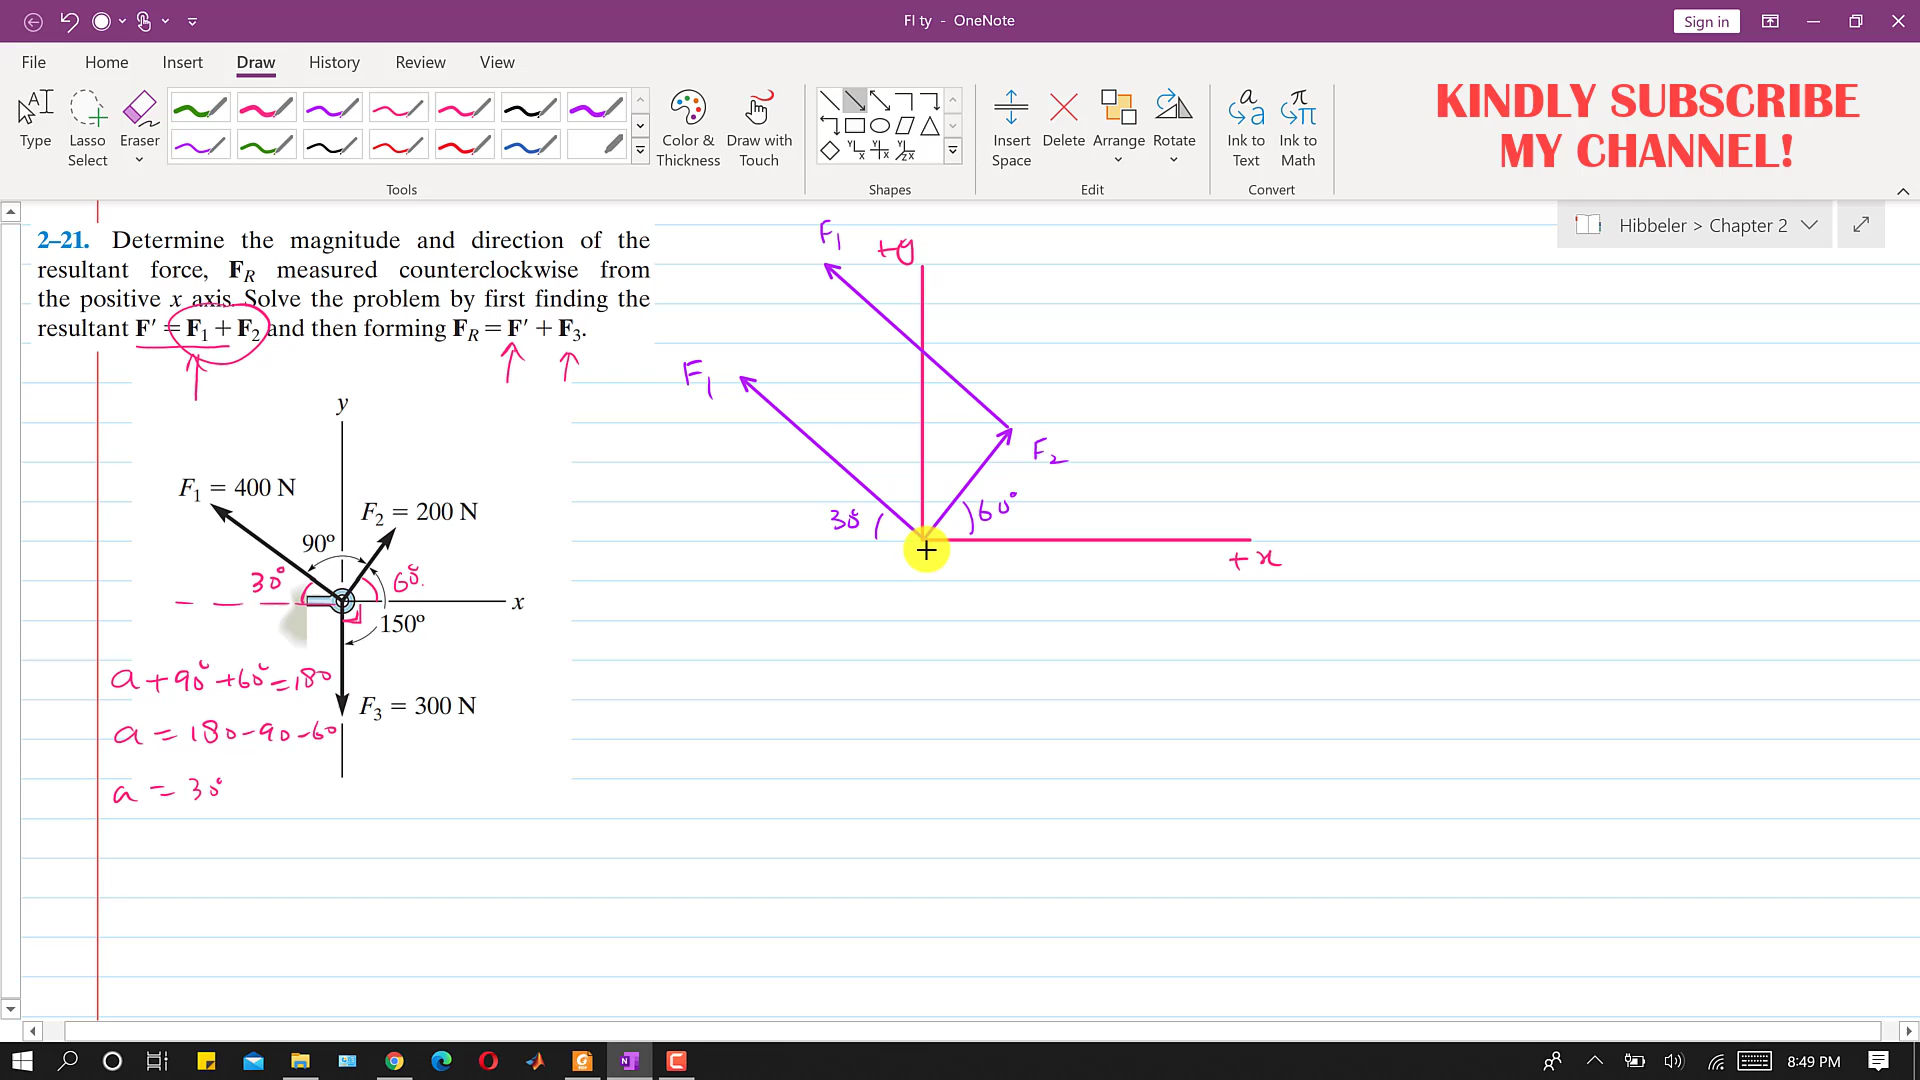 FI ty - OneNote
Sign in
File Home Insert Draw History Review View
KINDLY SUBSCRIBE
MY CHANNEL!
Type
Lasso
Select
Eraser
Color &
Thickness
Draw with
Touch
Insert
Space
Delete
Arrange
Rotate
Ink to
Text
Ink to
Math
Tools
Shapes
Edit
Convert
Hibbeler > Chapter 2
2–21. Determine the magnitude and direction of the
resultant force, F_R measured counterclockwise from
the positive x axis. Solve the problem by first finding the
resultant F′ = F₁ + F₂ and then forming F_R = F′ + F₃.
y
F₁ = 400 N
F₂ = 200 N
90º
30°
60°
x
150º
F₃ = 300 N
a + 90° + 60° = 180
a = 180 - 90 - 60
a = 30°
F₁
+y
F₁
F₂
30°
60°
+x
8:49 PM